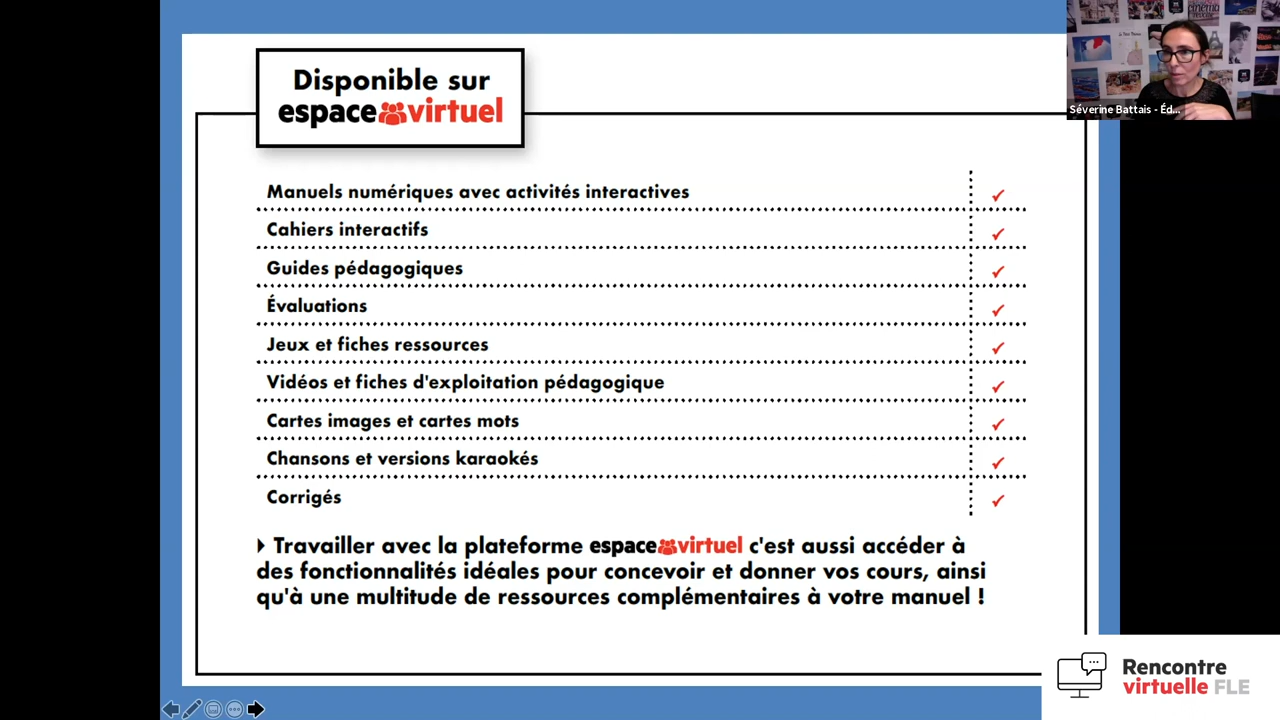 Disponible sur
espace virtuel
Séverine Battais - Éd...
Manuels numériques avec activités interactives
Cahiers interactifs
Guides pédagogiques
Évaluations
Jeux et fiches ressources
Vidéos et fiches d'exploitation pédagogique
Cartes images et cartes mots
Chansons et versions karaokés
Corrigés
Travailler avec la plateforme espace virtuel c'est aussi accéder à
des fonctionnalités idéales pour concevoir et donner vos cours, ainsi
qu'à une multitude de ressources complémentaires à votre manuel !
Rencontre
virtuelle FLE